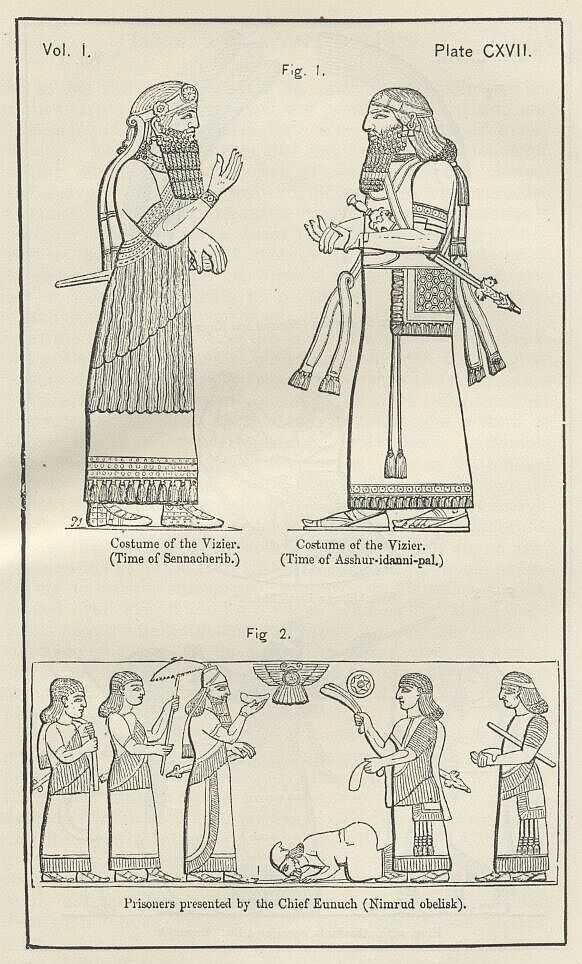 Vol. I. Plate CXVII.
Fig. 1.
Costume of the Vizier. Costume of the Vizier.
(Time of Sennacherib.) (Time of Asshur-idanni-pal.)
Fig 2.
Prisoners presented by the Chief Eunuch (Nimrud obelisk).